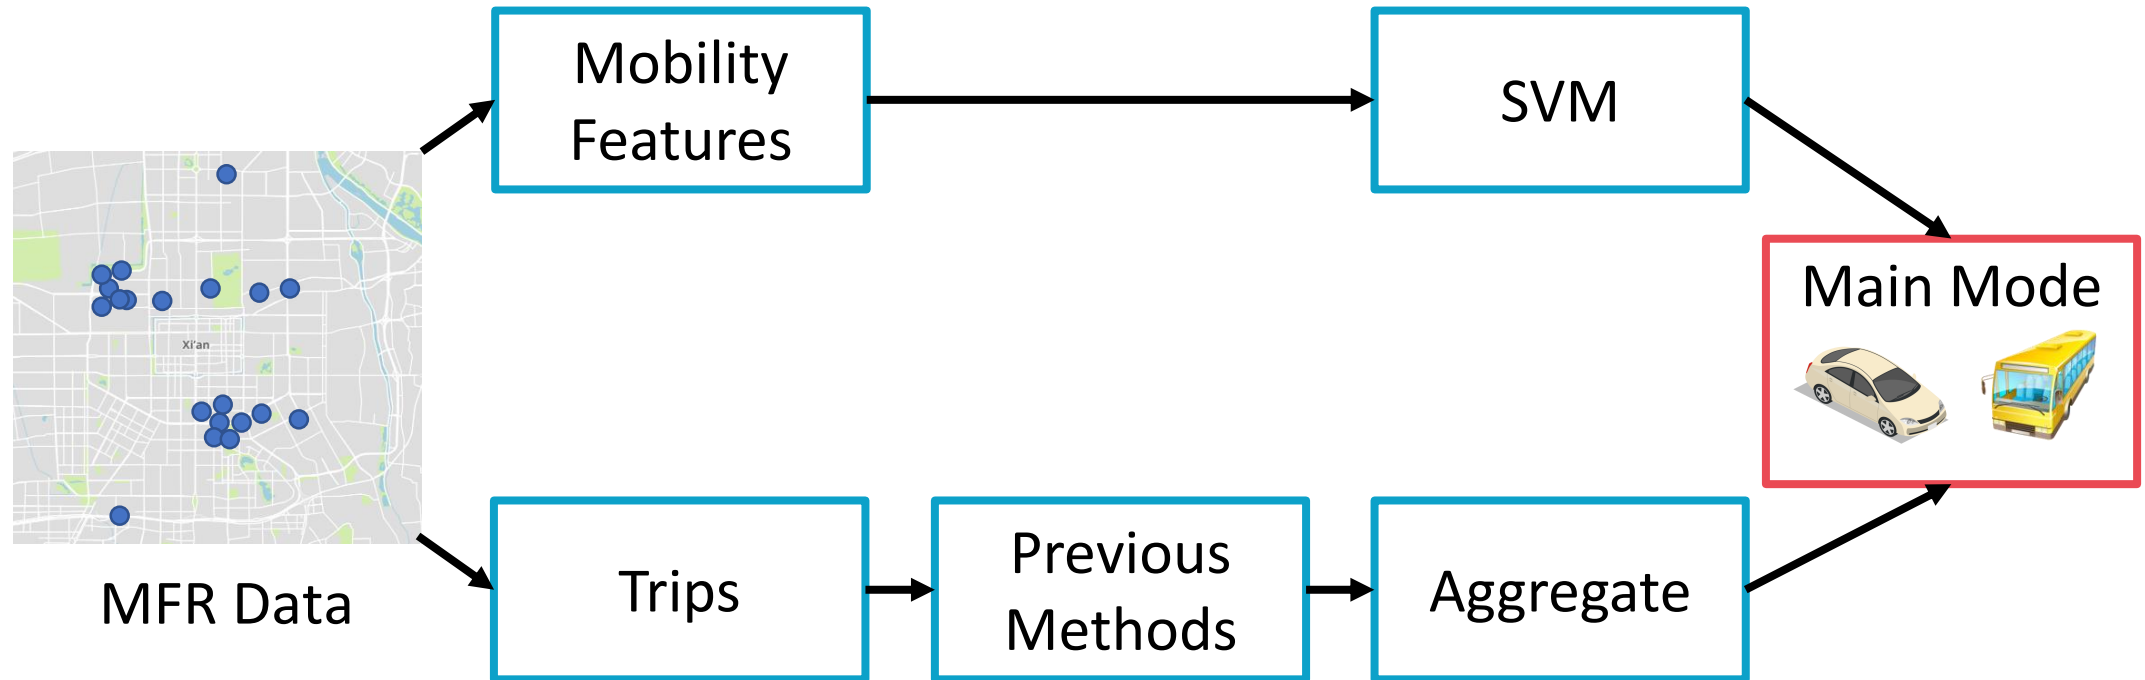 Mobility
Features
SVM
Xi'an
Main Mode
MFR Data
Trips
Previous
Methods
Aggregate